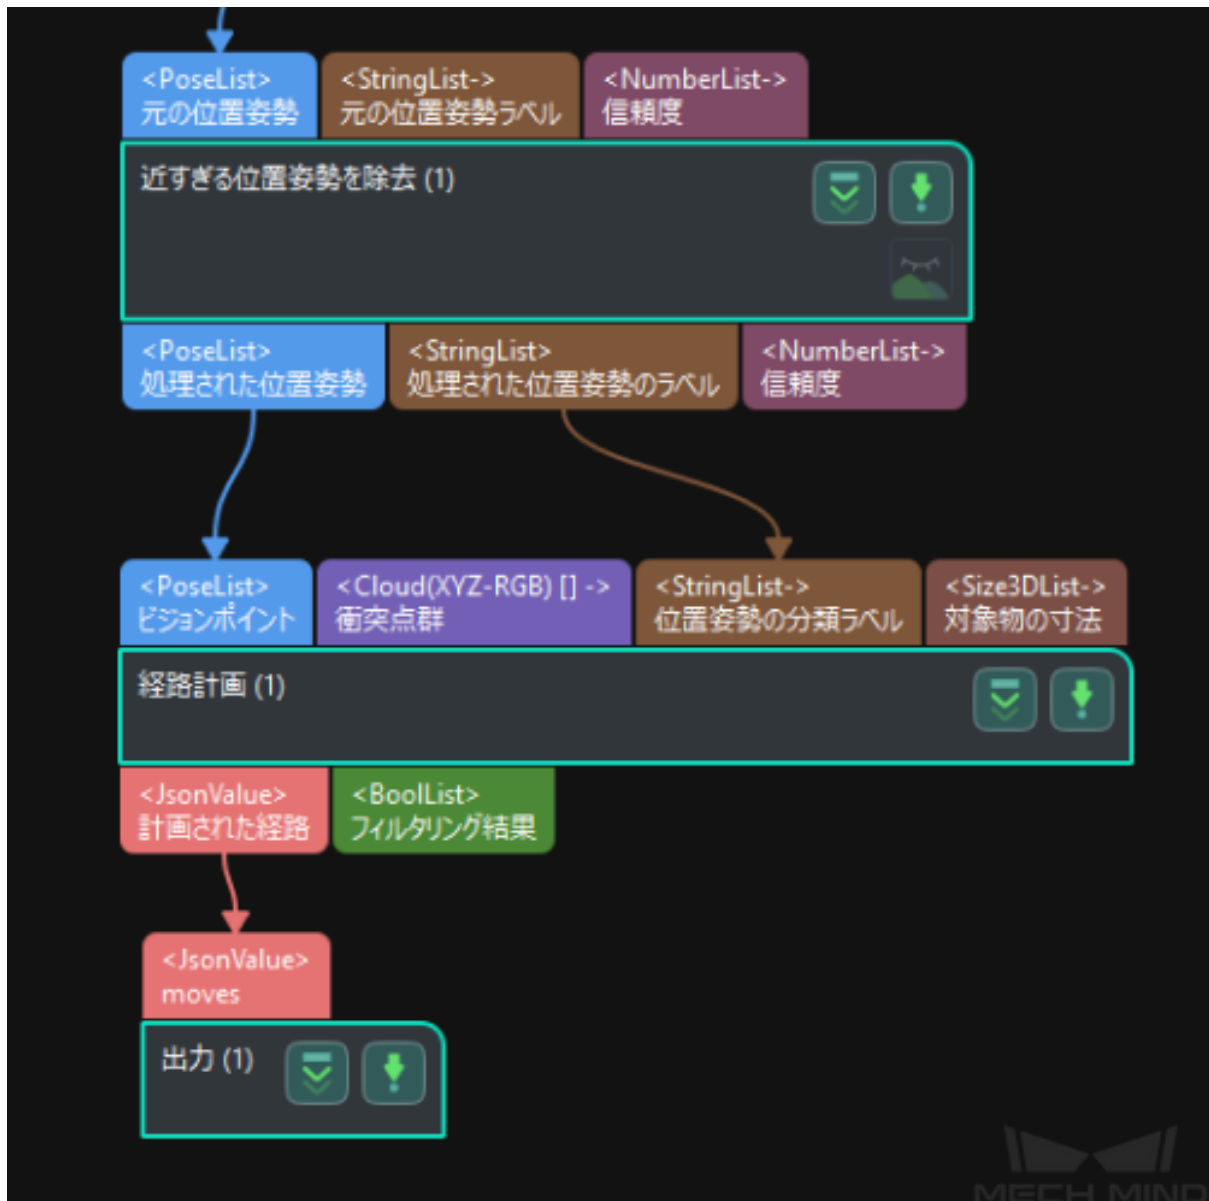 <PoseList>
元の位置姿勢
<StringList->
元の位置姿勢ラベル
<NumberList->
信頼度
近すぎる位置姿勢を除去 (1)
<PoseList>
処理された位置姿勢
<StringList>
処理された位置姿勢のラベル
<NumberList->
信頼度
<PoseList>
ビジョンポイント
<Cloud(XYZ-RGB) [] ->
衝突点群
<StringList->
位置姿勢の分類ラベル
<Size3DList->
対象物の寸法
経路計画 (1)
<JsonValue>
計画された経路
<BoolList>
フィルタリング結果
<JsonValue>
moves
出力 (1)
MECH MIND